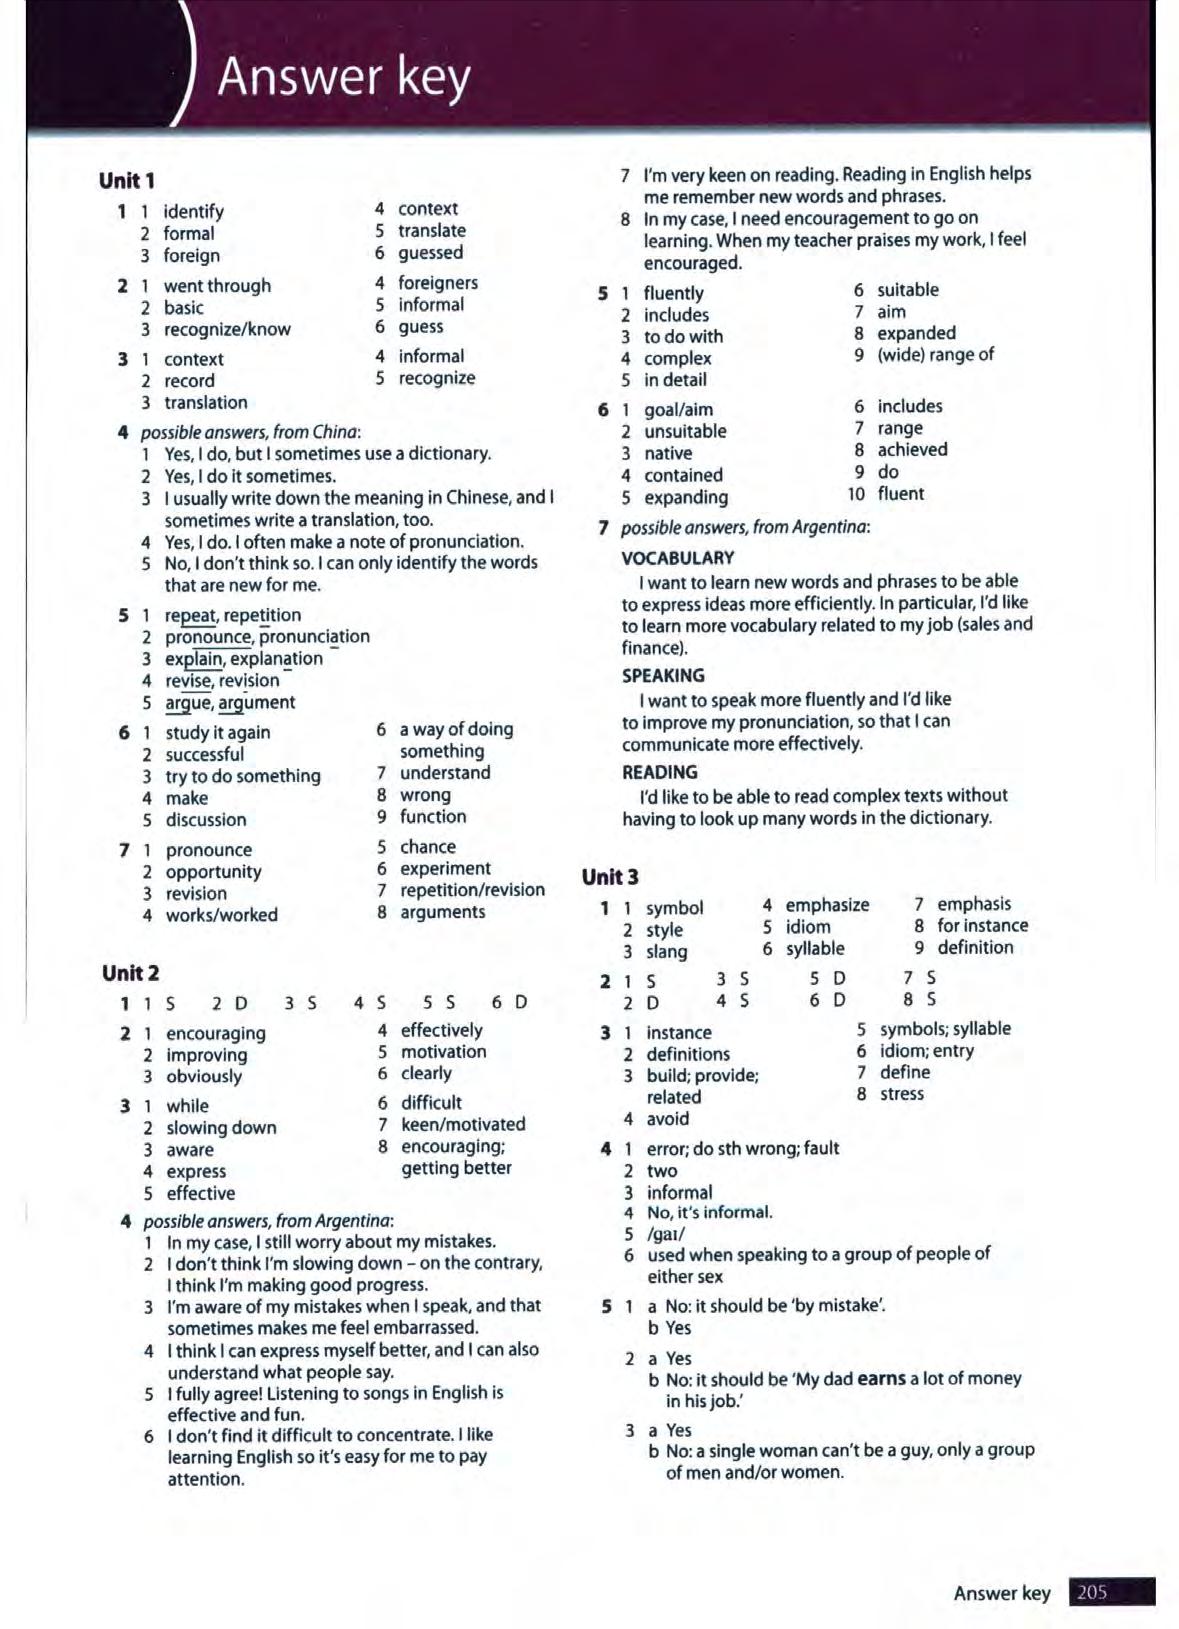 Answer key
Unit 1
1 1 identify
2 formal
3 foreign
4 context
5 translate
6 guessed
2 1 went through
2 basic
3 recognize/know
4 foreigners
5 informal
6 guess
3 1 context
2 record
3 translation
4 informal
5 recognize
4 possible answers, from China:
1 Yes, I do, but I sometimes use a dictionary.
2 Yes, I do it sometimes.
3 I usually write down the meaning in Chinese, and I
sometimes write a translation, too.
4 Yes, I do. I often make a note of pronunciation.
5 No, I don't think so. I can only identify the words
that are new for me.
5 1 repeat, repetition
2 pronounce, pronunciation
3 explain, explanation
4 revise, revision
5 argue, argument
6 1 study it again
2 successful
3 try to do something
4 make
5 discussion
6 a way of doing
something
7 understand
8 wrong
9 function
7 1 pronounce
2 opportunity
3 revision
4 works/worked
5 chance
6 experiment
7 repetition/revision
8 arguments
Unit 2
1 1 S 2 D 3 S 4 S 5 S 6 D
2 1 encouraging
2 improving
3 obviously
4 effectively
5 motivation
6 clearly
3 1 while
2 slowing down
3 aware
4 express
5 effective
6 difficult
7 keen/motivated
8 encouraging;
getting better
4 possible answers, from Argentina:
1 In my case, I still worry about my mistakes.
2 I don't think I'm slowing down – on the contrary,
I think I'm making good progress.
3 I'm aware of my mistakes when I speak, and that
sometimes makes me feel embarrassed.
4 I think I can express myself better, and I can also
understand what people say.
5 I fully agree! Listening to songs in English is
effective and fun.
6 I don't find it difficult to concentrate. I like
learning English so it's easy for me to pay
attention.
7 I'm very keen on reading. Reading in English helps
me remember new words and phrases.
8 In my case, I need encouragement to go on
learning. When my teacher praises my work, I feel
encouraged.
5 1 fluently
2 includes
3 to do with
4 complex
5 in detail
6 suitable
7 aim
8 expanded
9 (wide) range of
6 1 goal/aim
2 unsuitable
3 native
4 contained
5 expanding
6 includes
7 range
8 achieved
9 do
10 fluent
7 possible answers, from Argentina:
VOCABULARY
I want to learn new words and phrases to be able
to express ideas more efficiently. In particular, I'd like
to learn more vocabulary related to my job (sales and
finance).
SPEAKING
I want to speak more fluently and I'd like
to improve my pronunciation, so that I can
communicate more effectively.
READING
I'd like to be able to read complex texts without
having to look up many words in the dictionary.
Unit 3
1 1 symbol
2 style
3 slang
4 emphasize
5 idiom
6 syllable
7 emphasis
8 for instance
9 definition
2 1 S 3 S 5 D 7 S
2 D 4 S 6 D 8 S
3 1 instance
2 definitions
3 build; provide;
related
4 avoid
5 symbols; syllable
6 idiom; entry
7 define
8 stress
4 1 error; do sth wrong; fault
2 two
3 informal
4 No, it's informal.
5 /gaɪ/
6 used when speaking to a group of people of
either sex
5 1 a No: it should be 'by mistake'.
b Yes
2 a Yes
b No: it should be 'My dad earns a lot of money
in his job.'
3 a Yes
b No: a single woman can't be a guy, only a group
of men and/or women.
Answer key 205